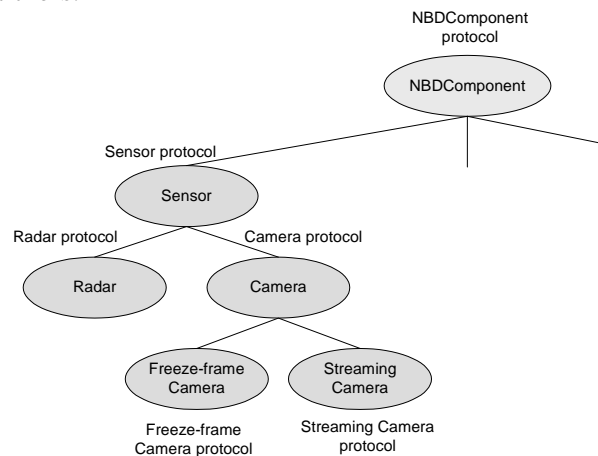 NBDComponent
protocol
NBDComponent
Sensor protocol
Sensor
Radar protocol
Camera protocol
Radar
Camera
Freeze-frame
Camera
Streaming
Camera
Freeze-frame
Camera protocol
Streaming Camera
protocol